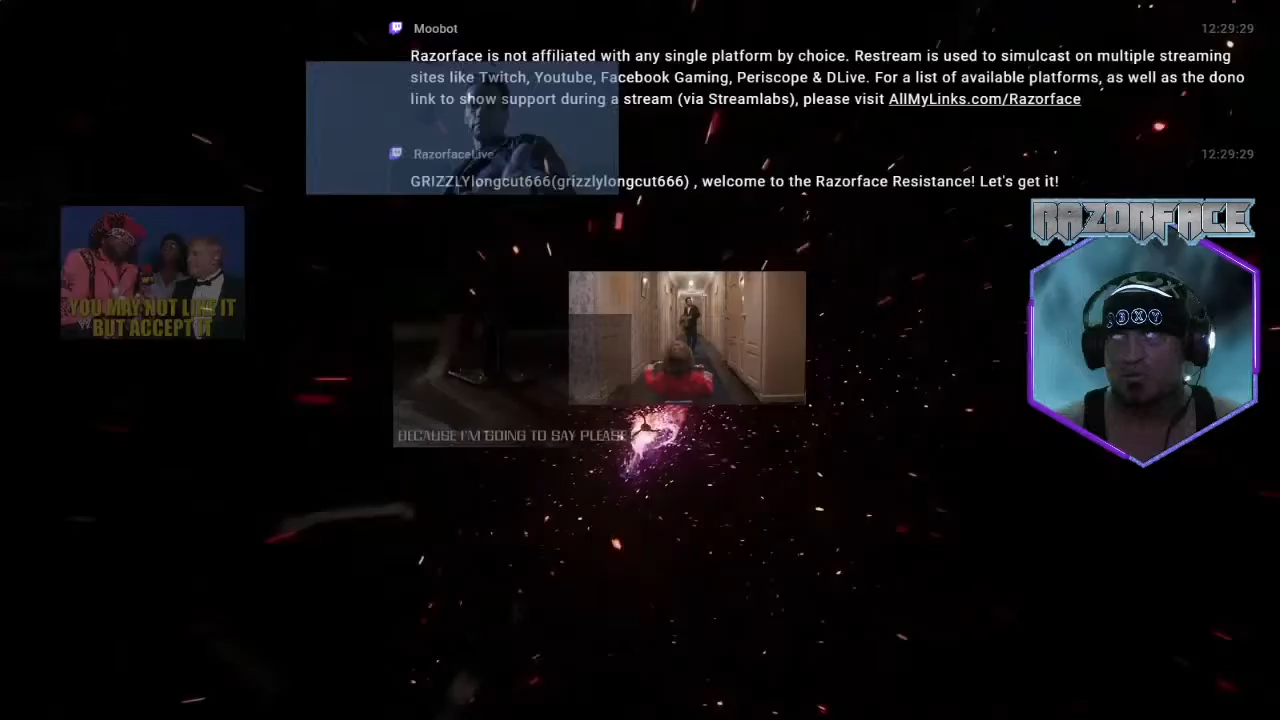 Moobot 12:29:29
Razorface is not affiliated with any single platform by choice. Restream is used to simulcast on multiple streaming
sites like Twitch, Youtube, Facebook Gaming, Periscope & DLive. For a list of available platforms, as well as the dono
link to show support during a stream (via Streamlabs), please visit AllMyLinks.com/Razorface
RazorfaceLive 12:29:29
GRIZZLYlongcut666(grizzlylongcut666) , welcome to the Razorface Resistance! Let's get it!
RAZORFACE
YOU MAY NOT LIKE IT
BUT ACCEPT IT
BECAUSE I'M GOING TO SAY PLEASE